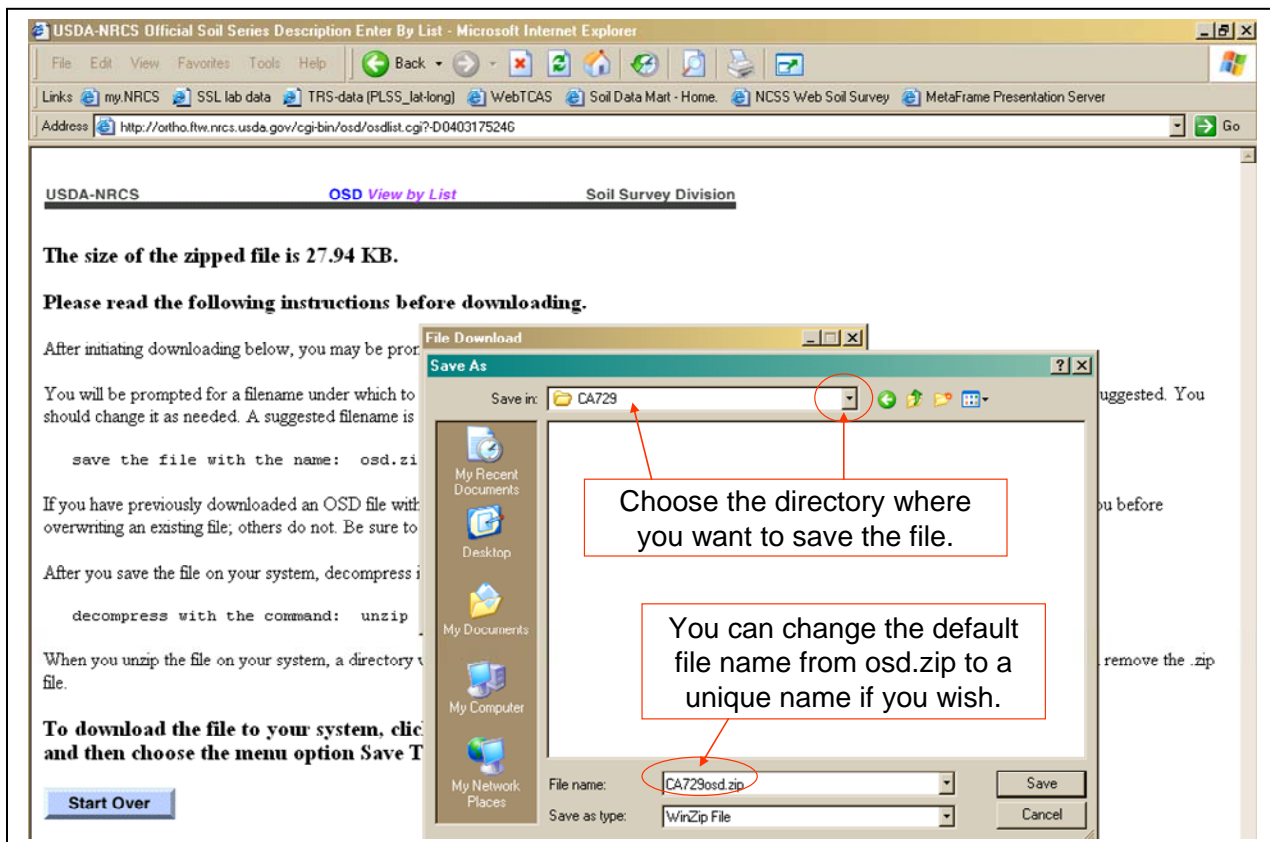 USDA-NRCS Official Soil Series Description Enter By List - Microsoft Internet Explorer
File Edit View Favorites Tools Help Back
Links my.NRCS SSL lab data TRS-data (PLSS_lat-long) WebTCAS Soil Data Mart - Home. NCSS Web Soil Survey MetaFrame Presentation Server
Address http://ortho.ftw.nrcs.usda.gov/cgi-bin/osd/osdlist.cgi?-D0403175246 Go
USDA-NRCS OSD View by List Soil Survey Division
The size of the zipped file is 27.94 KB.
Please read the following instructions before downloading.
After initiating downloading below, you may be pror
You will be prompted for a filename under which to uggested. You
should change it as needed. A suggested filename is
save the file with the name: osd.zi
If you have previously downloaded an OSD file with ou before
overwriting an existing file; others do not. Be sure to
After you save the file on your system, decompress i
decompress with the command: unzip
When you unzip the file on your system, a directory remove the .zip
file.
To download the file to your system, clic
and then choose the menu option Save T
Start Over
File Download
Save As
Save in: CA729
My Recent
Documents
Desktop
My Documents
My Computer
My Network
Places
Choose the directory where
you want to save the file.
You can change the default
file name from osd.zip to a
unique name if you wish.
File name: CA729osd.zip Save
Save as type: WinZip File Cancel